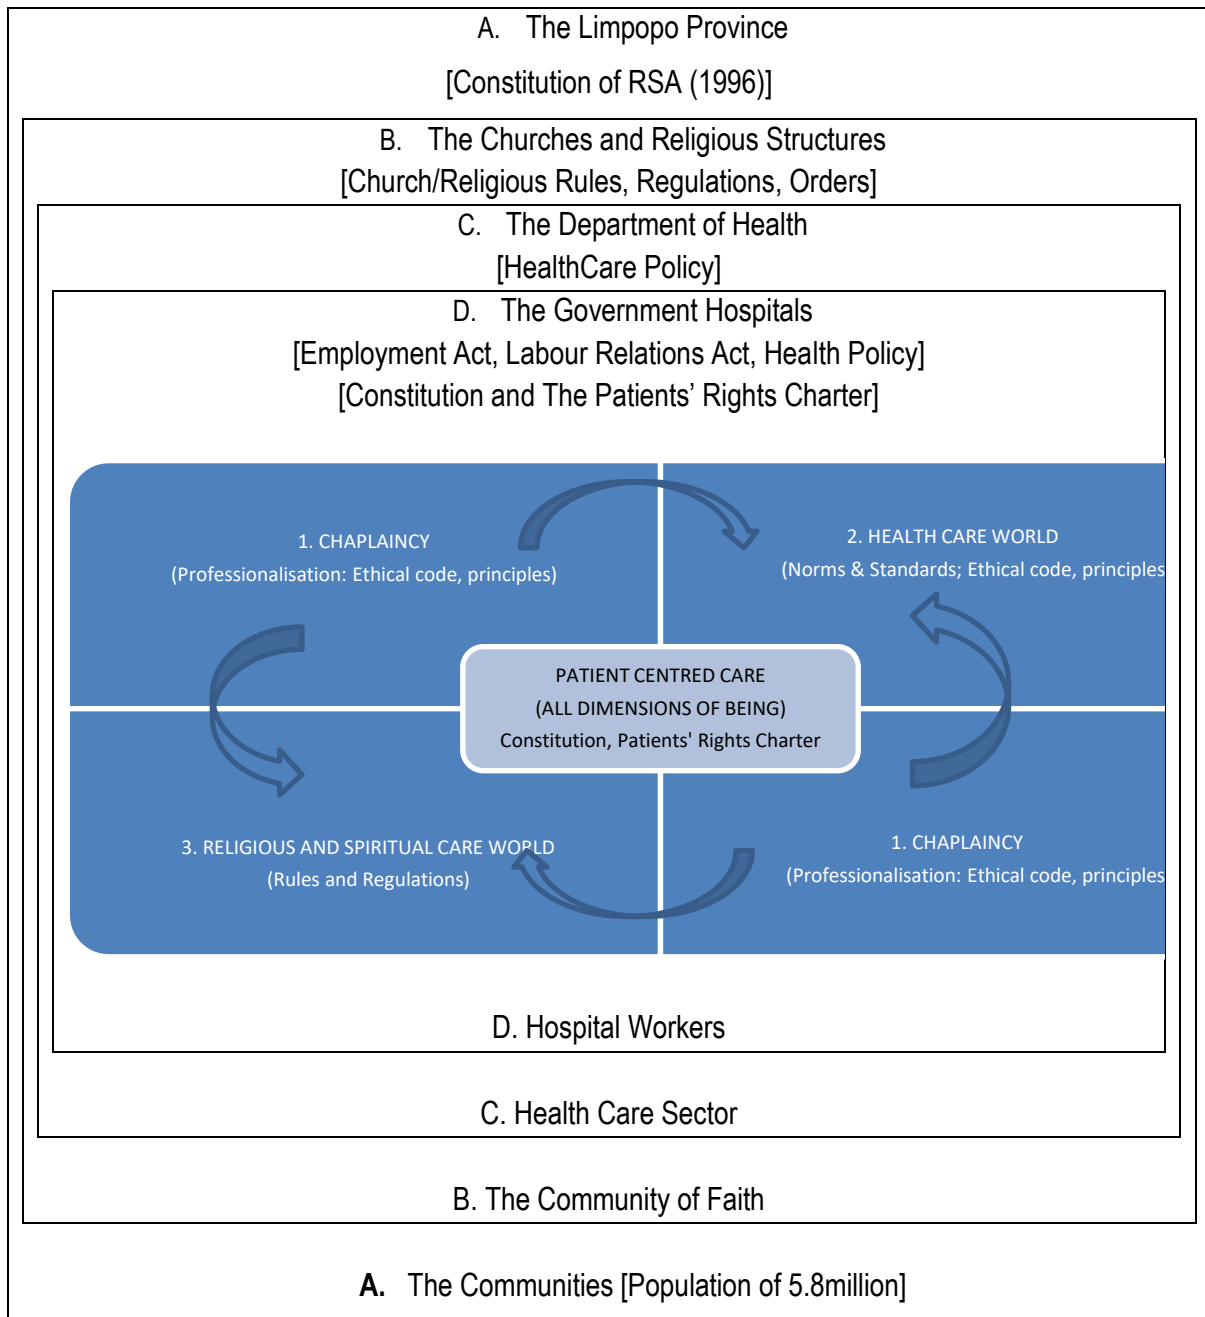 A. The Limpopo Province
[Constitution of RSA (1996)]
B. The Churches and Religious Structures
[Church/Religious Rules, Regulations, Orders]
C. The Department of Health
[HealthCare Policy]
D. The Government Hospitals
[Employment Act, Labour Relations Act, Health Policy]
[Constitution and The Patients’ Rights Charter]
1. CHAPLAINCY
(Professionalisation: Ethical code, principles)
2. HEALTH CARE WORLD
(Norms & Standards; Ethical code, principles
PATIENT CENTRED CARE
(ALL DIMENSIONS OF BEING)
Constitution, Patients' Rights Charter
3. RELIGIOUS AND SPIRITUAL CARE WORLD
(Rules and Regulations)
1. CHAPLAINCY
(Professionalisation: Ethical code, principles
D. Hospital Workers
C. Health Care Sector
B. The Community of Faith
A. The Communities [Population of 5.8million]